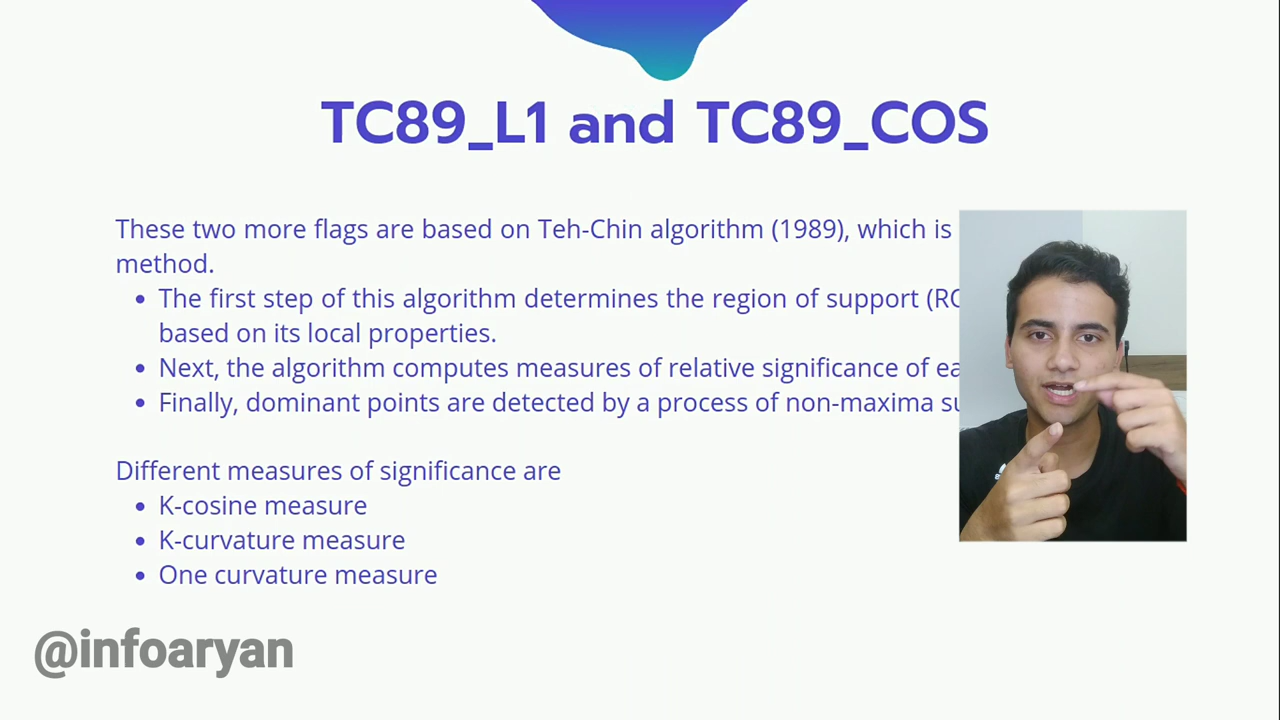 TC89_L1 and TC89_COS
These two more flags are based on Teh-Chin algorithm (1989), which is
method.
• The first step of this algorithm determines the region of support
based on its local properties.
• Next, the algorithm computes measures of relative significance of
• Finally, dominant points are detected by a process of non-maxima
Different measures of significance are
• K-cosine measure
• K-curvature measure
• One curvature measure
@infoaryan